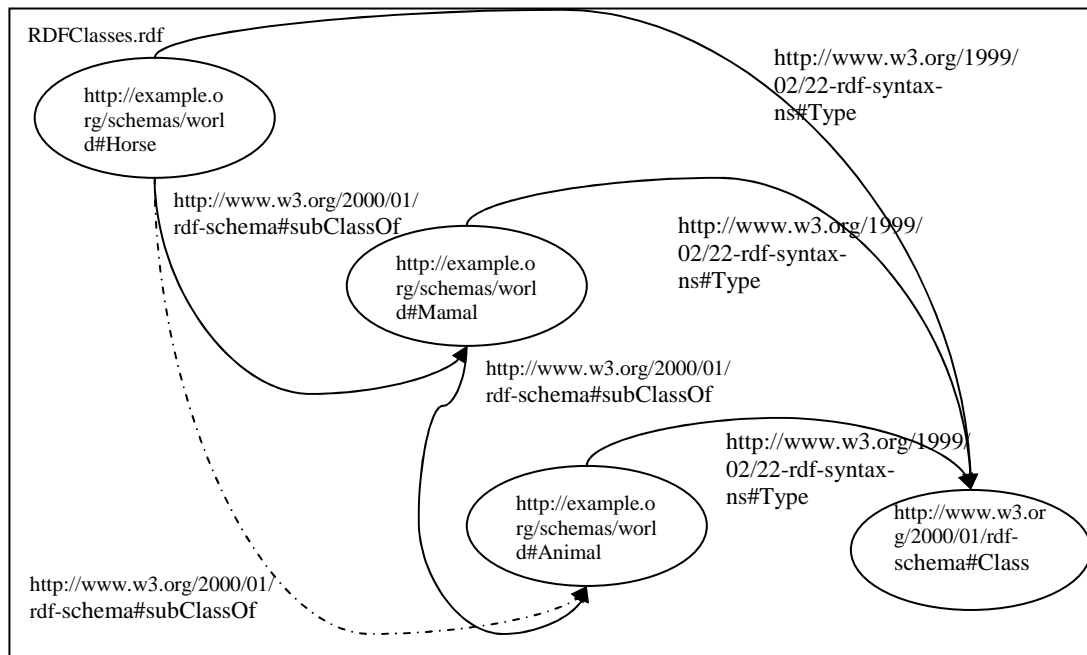 RDFClasses.rdf
http://www.w3.org/1999/
02/22-rdf-syntax-
ns#Type
http://example.o
rg/schemas/worl
d#Horse
http://www.w3.org/2000/01/
rdf-schema#subClassOf
http://www.w3.org/1999/
02/22-rdf-syntax-
ns#Type
http://example.o
rg/schemas/worl
d#Mamal
http://www.w3.org/2000/01/
rdf-schema#subClassOf
http://www.w3.org/1999/
02/22-rdf-syntax-
ns#Type
http://example.o
rg/schemas/worl
d#Animal
http://www.w3.or
g/2000/01/rdf-
schema#Class
http://www.w3.org/2000/01/
rdf-schema#subClassOf